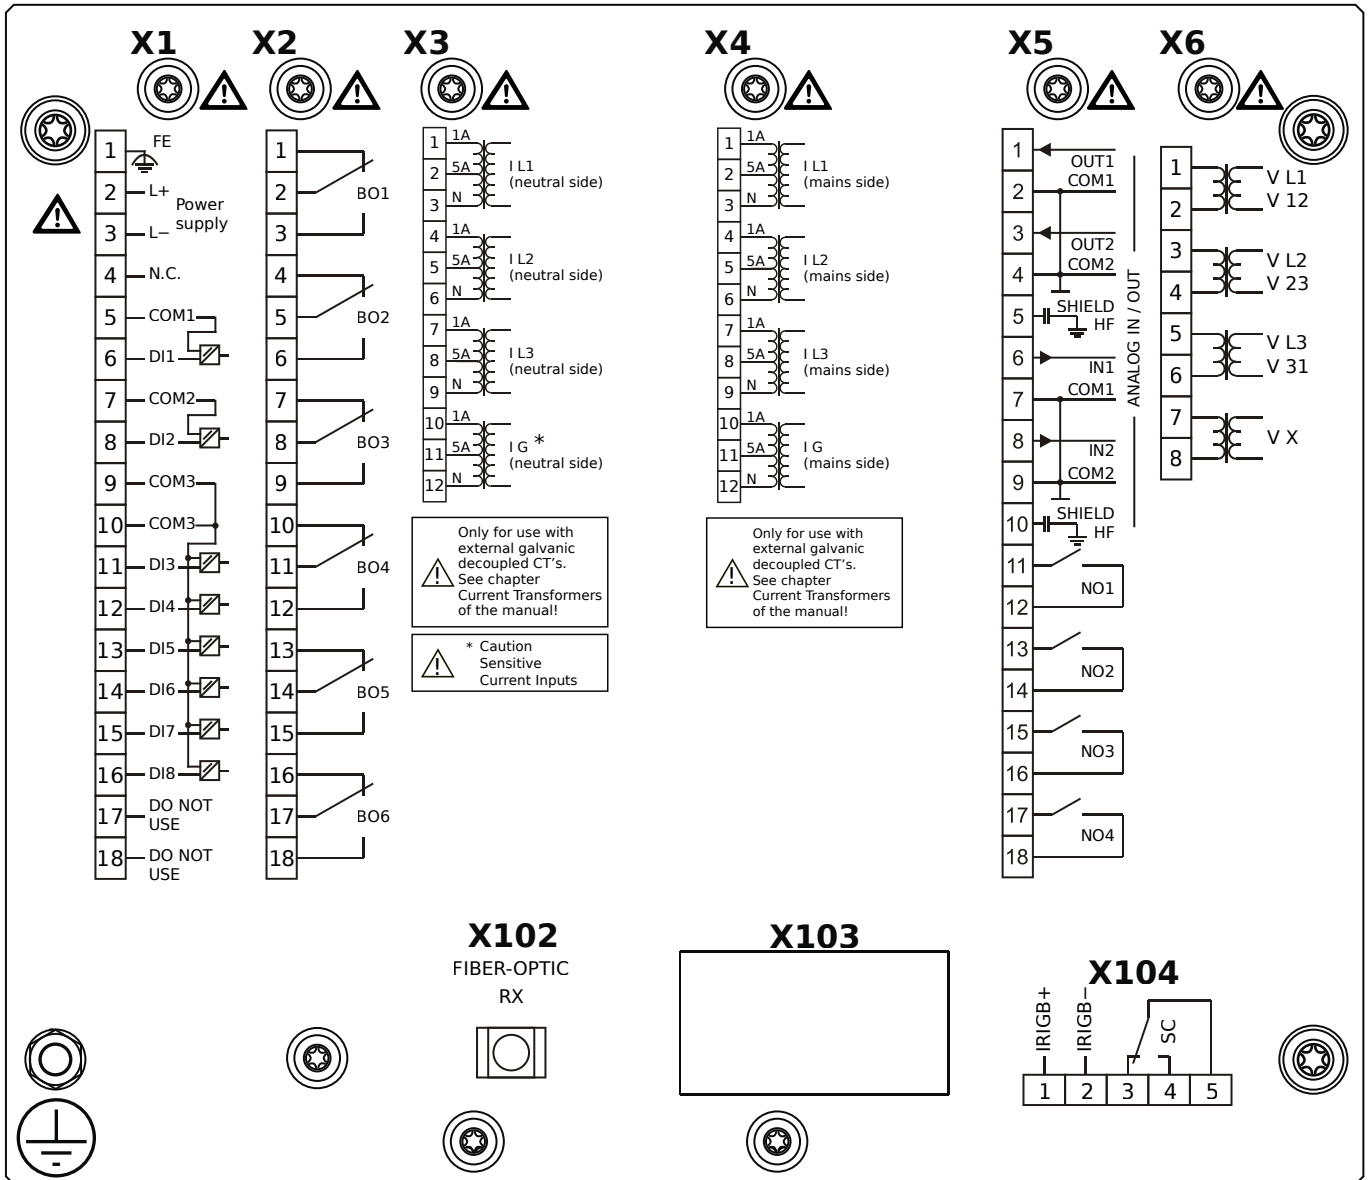 X1
X2
X3
X4
X5
X6
1
FE
2
L+
Power
supply
3
L−
4
N.C.
5
COM1
6
DI1
7
COM2
8
DI2
9
COM3
10
COM3
11
DI3
12
DI4
13
DI5
14
DI6
15
DI7
16
DI8
17
DO NOT
USE
18
DO NOT
USE
1
2
BO1
3
4
5
BO2
6
7
8
BO3
9
10
11
BO4
12
13
14
BO5
15
16
17
BO6
18
1
1A
2
5A
3
N
I L1
(neutral side)
4
1A
5
5A
6
N
I L2
(neutral side)
7
1A
8
5A
9
N
I L3
(neutral side)
10
1A
11
5A
12
N
I G *
(neutral side)
Only for use with
external galvanic
decoupled CT’s.
See chapter
Current Transformers
of the manual!
* Caution
Sensitive
Current Inputs
1
1A
2
5A
3
N
I L1
(mains side)
4
1A
5
5A
6
N
I L2
(mains side)
7
1A
8
5A
9
N
I L3
(mains side)
10
1A
11
5A
12
N
I G
(mains side)
Only for use with
external galvanic
decoupled CT’s.
See chapter
Current Transformers
of the manual!
1
OUT1
2
COM1
3
OUT2
4
COM2
5
SHIELD
HF
6
IN1
7
COM1
8
IN2
9
COM2
10
SHIELD
HF
ANALOG IN / OUT
11
NO1
12
13
NO2
14
15
NO3
16
17
NO4
18
1
V L1
2
V 12
3
V L2
4
V 23
5
V L3
6
V 31
7
V X
8
X102
FIBER-OPTIC
RX
X103
X104
IRIGB+
IRIGB−
SC
1
2
3
4
5